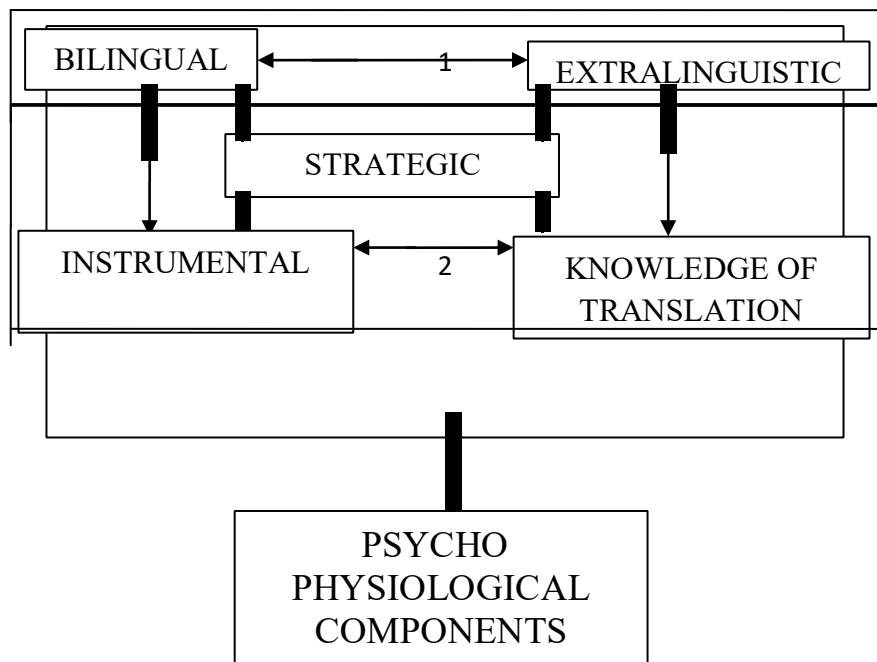 BILINGUAL
1
EXTRALINGUISTIC
STRATEGIC
INSTRUMENTAL
2
KNOWLEDGE OF
TRANSLATION
PSYCHO
PHYSIOLOGICAL
COMPONENTS